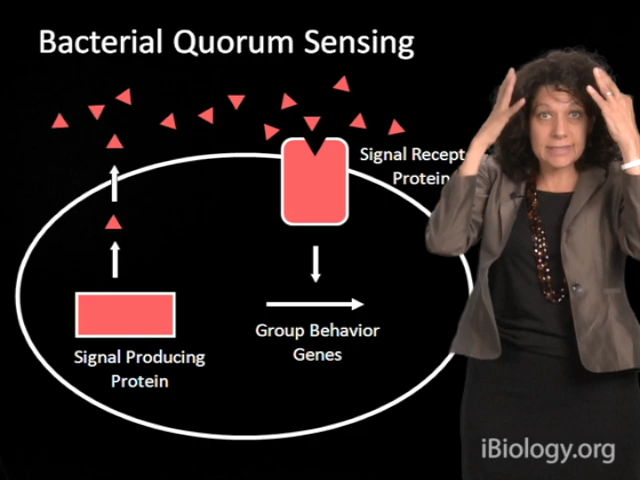 Bacterial Quorum Sensing
Signal Recept
Protein
Group Behavior
Genes
Signal Producing
Protein
iBiology.org